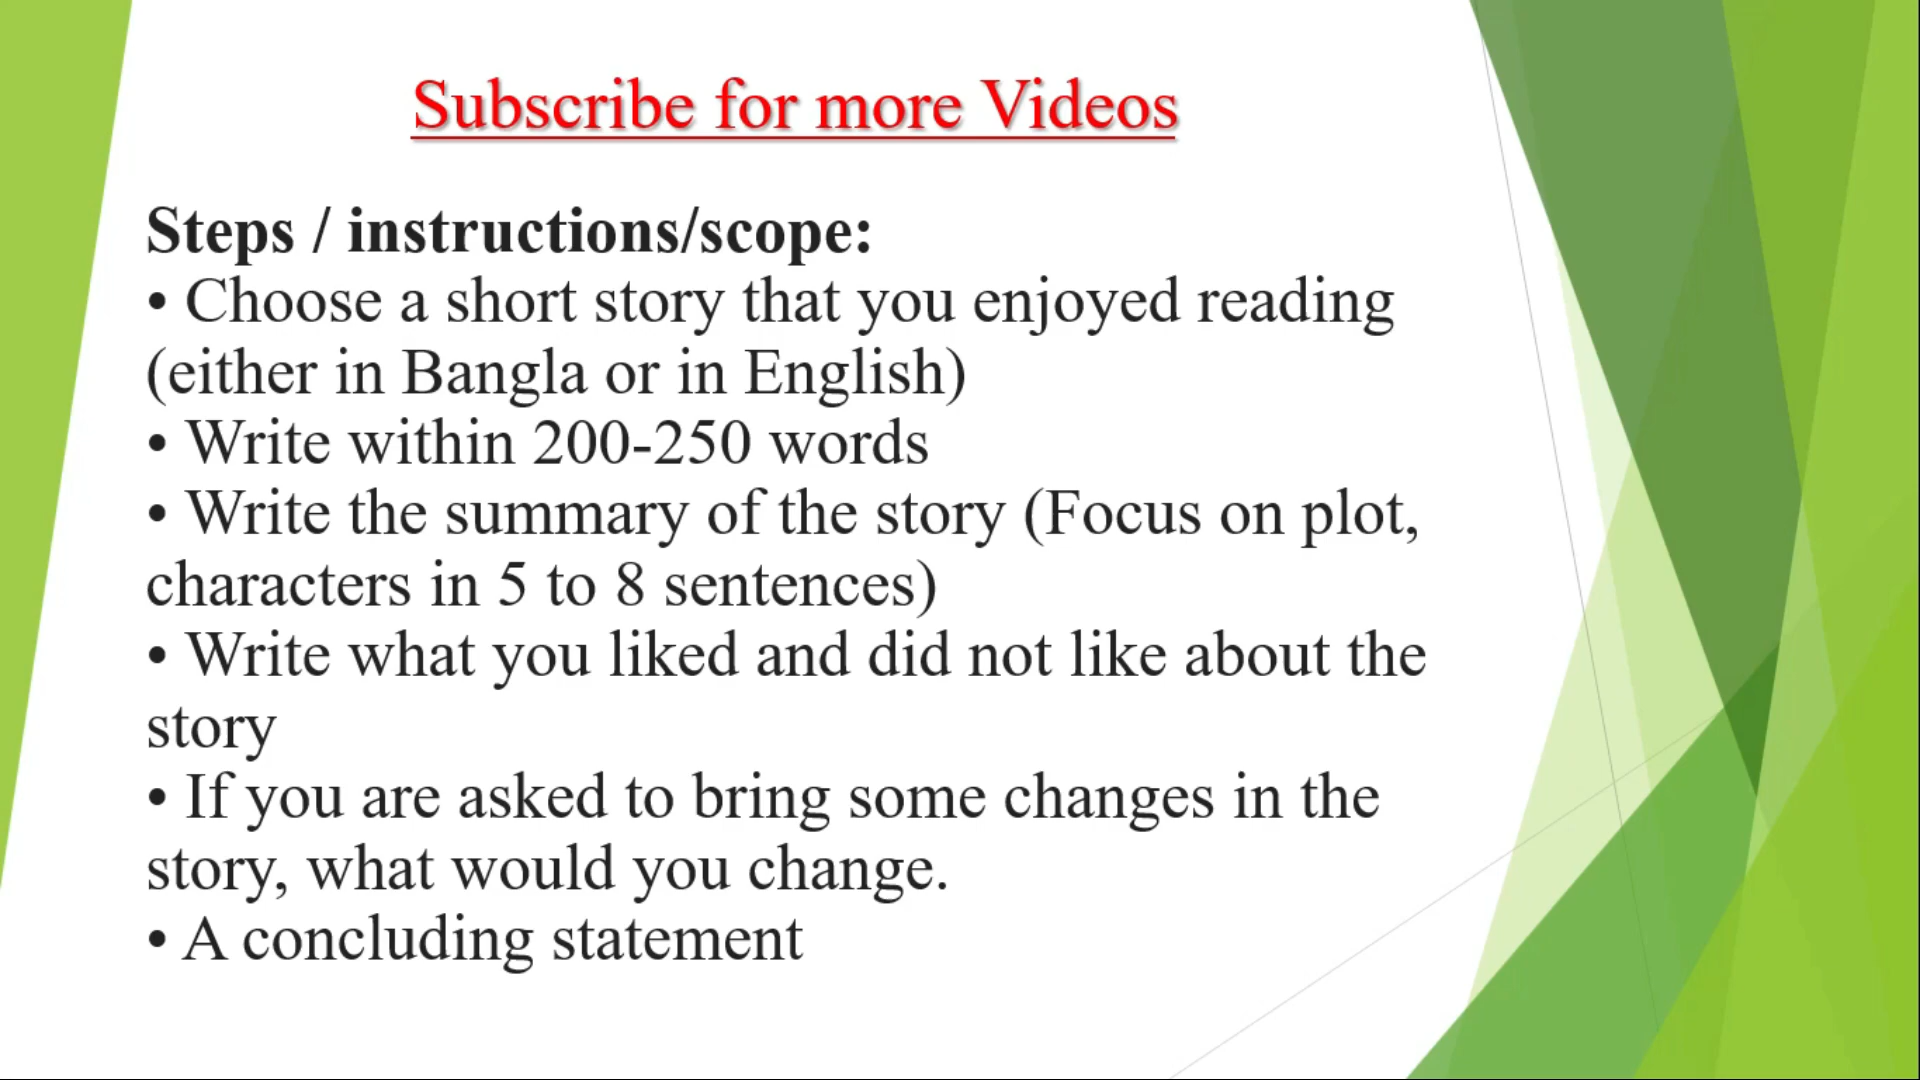 Subscribe for more Videos
Steps / instructions/scope:
• Choose a short story that you enjoyed reading
(either in Bangla or in English)
• Write within 200-250 words
• Write the summary of the story (Focus on plot,
characters in 5 to 8 sentences)
• Write what you liked and did not like about the
story
• If you are asked to bring some changes in the
story, what would you change.
• A concluding statement